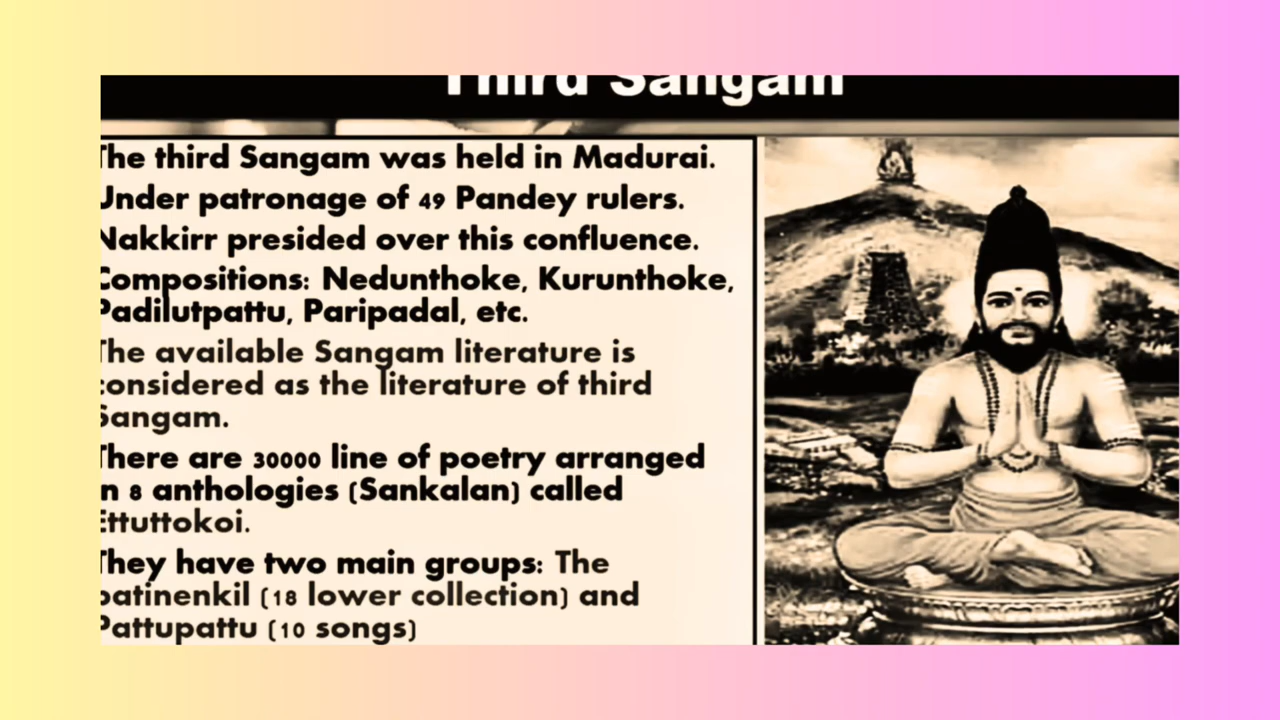 Third Sangam
The third Sangam was held in Madurai.
Under patronage of 49 Pandey rulers.
Nakkirr presided over this confluence.
Compositions: Nedunthoke, Kurunthoke,
Padilutpattu, Paripadal, etc.
The available Sangam literature is
considered as the literature of third
Sangam.
There are 30000 line of poetry arranged
in 8 anthologies (Sankalan) called
Ettuttokoi.
They have two main groups: The
patinenkil (18 lower collection) and
Pattupattu (10 songs)